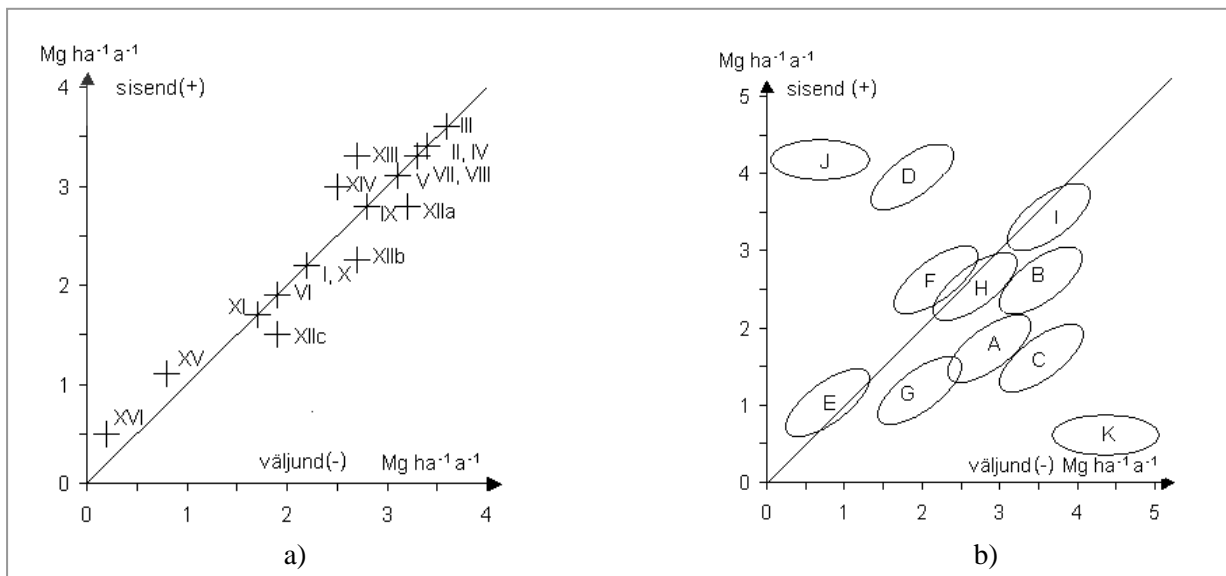 Mg ha⁻¹ a⁻¹
sisend(+)
4
3
2
1
0
XIII
XIV
III
II, IV
V
VII, VIII
IX
XIIa
XIIb
I, X
VI
XI
XIIc
XV
XVI
väljund(-) Mg ha⁻¹ a⁻¹
0 1 2 3 4
a)
Mg ha⁻¹ a⁻¹
sisend (+)
5
4
3
2
1
0
J
D
I
F
H
B
A
C
E
G
K
väljund(-) Mg ha⁻¹ a⁻¹
0 1 2 3 4 5
b)